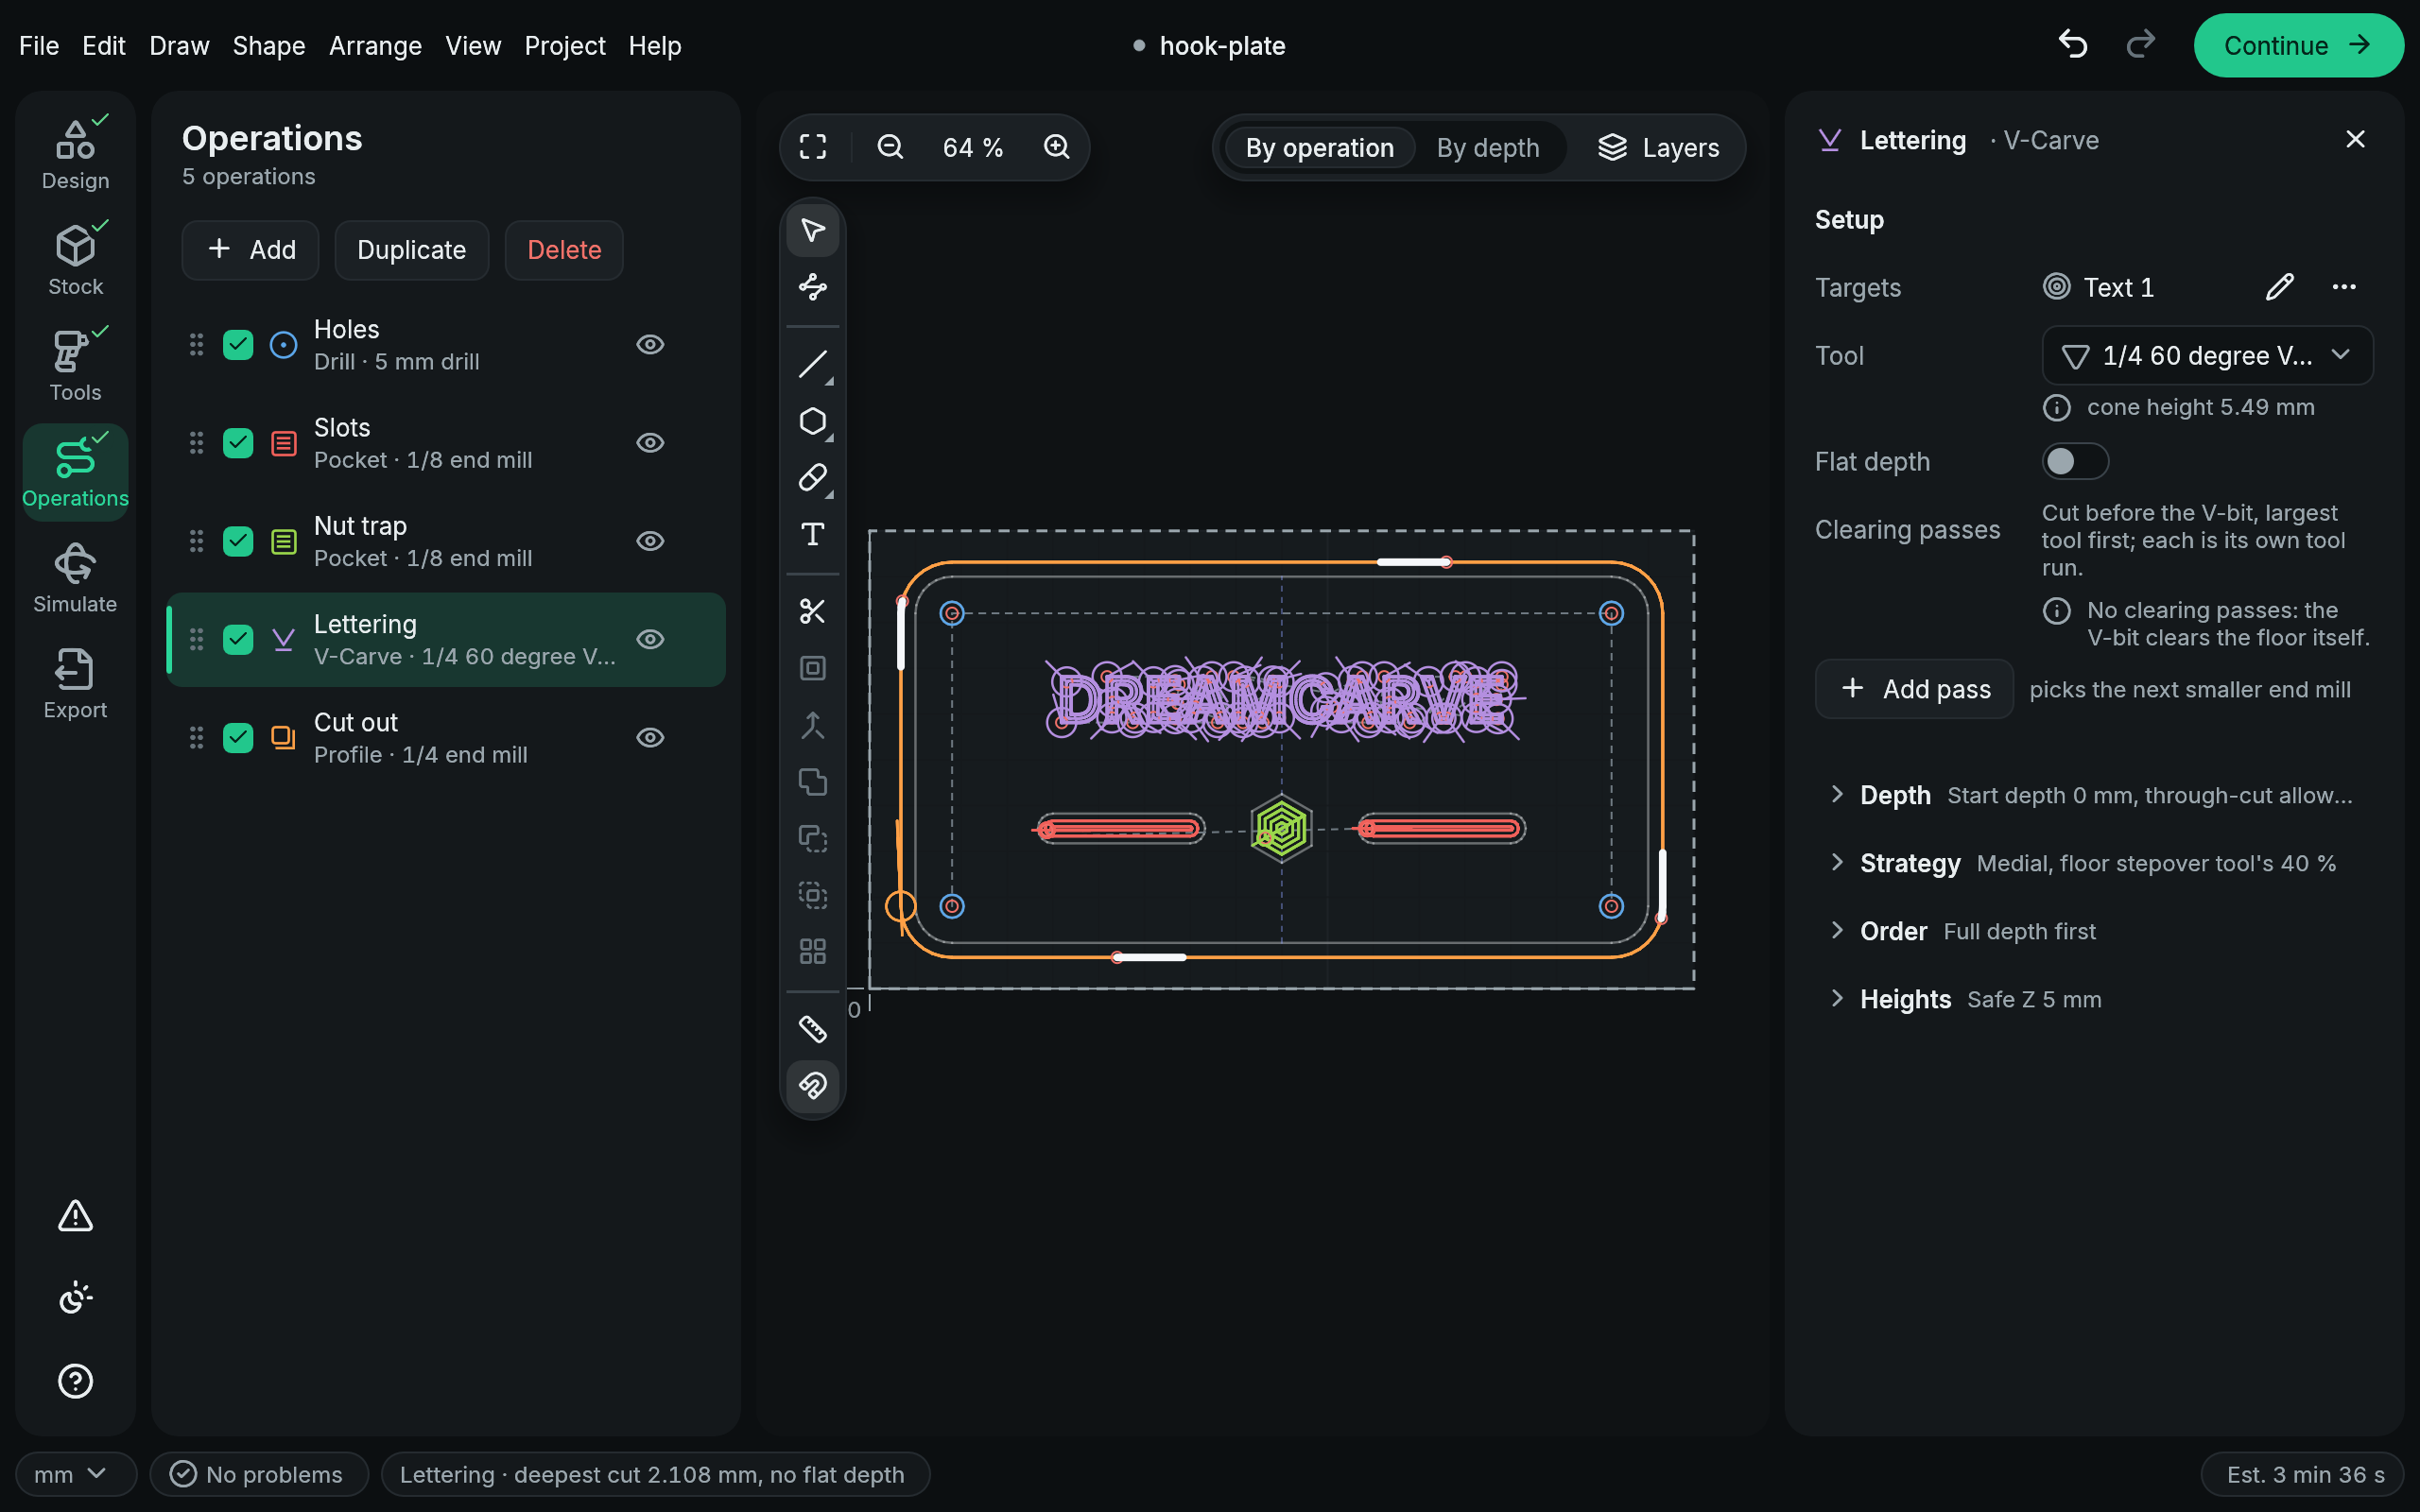 File Edit Draw Shape Arrange View Project Help
hook-plate
Continue
Design
Stock
Tools
Operations
Simulate
Export
Operations
5 operations
Add Duplicate Delete
Holes
Drill · 5 mm drill
Slots
Pocket · 1/8 end mill
Nut trap
Pocket · 1/8 end mill
Lettering
V-Carve · 1/4 60 degree V...
Cut out
Profile · 1/4 end mill
64 %
By operation By depth Layers
DREAMCARVE
0
Lettering · V-Carve
Setup
Targets Text 1
Tool 1/4 60 degree V...
cone height 5.49 mm
Flat depth
Clearing passes
Cut before the V-bit, largest
tool first; each is its own tool
run.
No clearing passes: the
V-bit clears the floor itself.
Add pass picks the next smaller end mill
Depth Start depth 0 mm, through-cut allow...
Strategy Medial, floor stepover tool's 40 %
Order Full depth first
Heights Safe Z 5 mm
mm
No problems
Lettering · deepest cut 2.108 mm, no flat depth
Est. 3 min 36 s